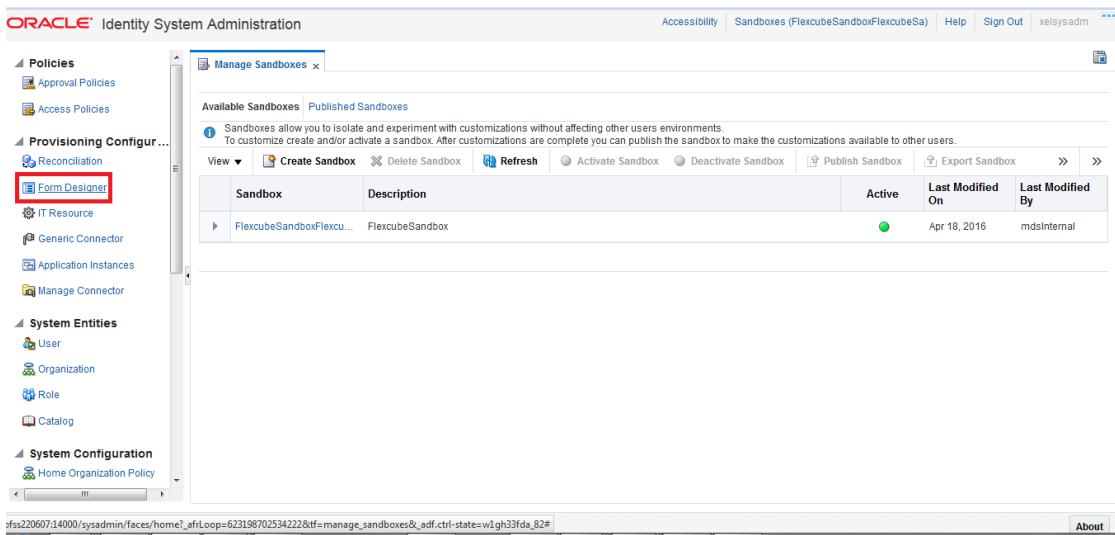 ORACLE Identity System Administration
Accessibility Sandboxes (FlexcubeSandboxFlexcubeSa) Help Sign Out xelsysadm
Policies
Approval Policies
Access Policies
Provisioning Configur...
Reconciliation
Form Designer
IT Resource
Generic Connector
Application Instances
Manage Connector
System Entities
User
Organization
Role
Catalog
System Configuration
Home Organization Policy
Manage Sandboxes x
Available Sandboxes Published Sandboxes
Sandboxes allow you to isolate and experiment with customizations without affecting other users environments.
To customize create and/or activate a sandbox. After customizations are complete you can publish the sandbox to make the customizations available to other users.
View Create Sandbox Delete Sandbox Refresh Activate Sandbox Deactivate Sandbox Publish Sandbox Export Sandbox » »
Sandbox Description Active Last Modified On Last Modified By
FlexcubeSandboxFlexcu... FlexcubeSandbox Apr 18, 2016 mdsInternal
ofss220607:14000/sysadmin/faces/home?_afrLoop=6231987025342228&tf=manage_sandboxes&_adf.ctrl-state=w1gh33fda_82#
About